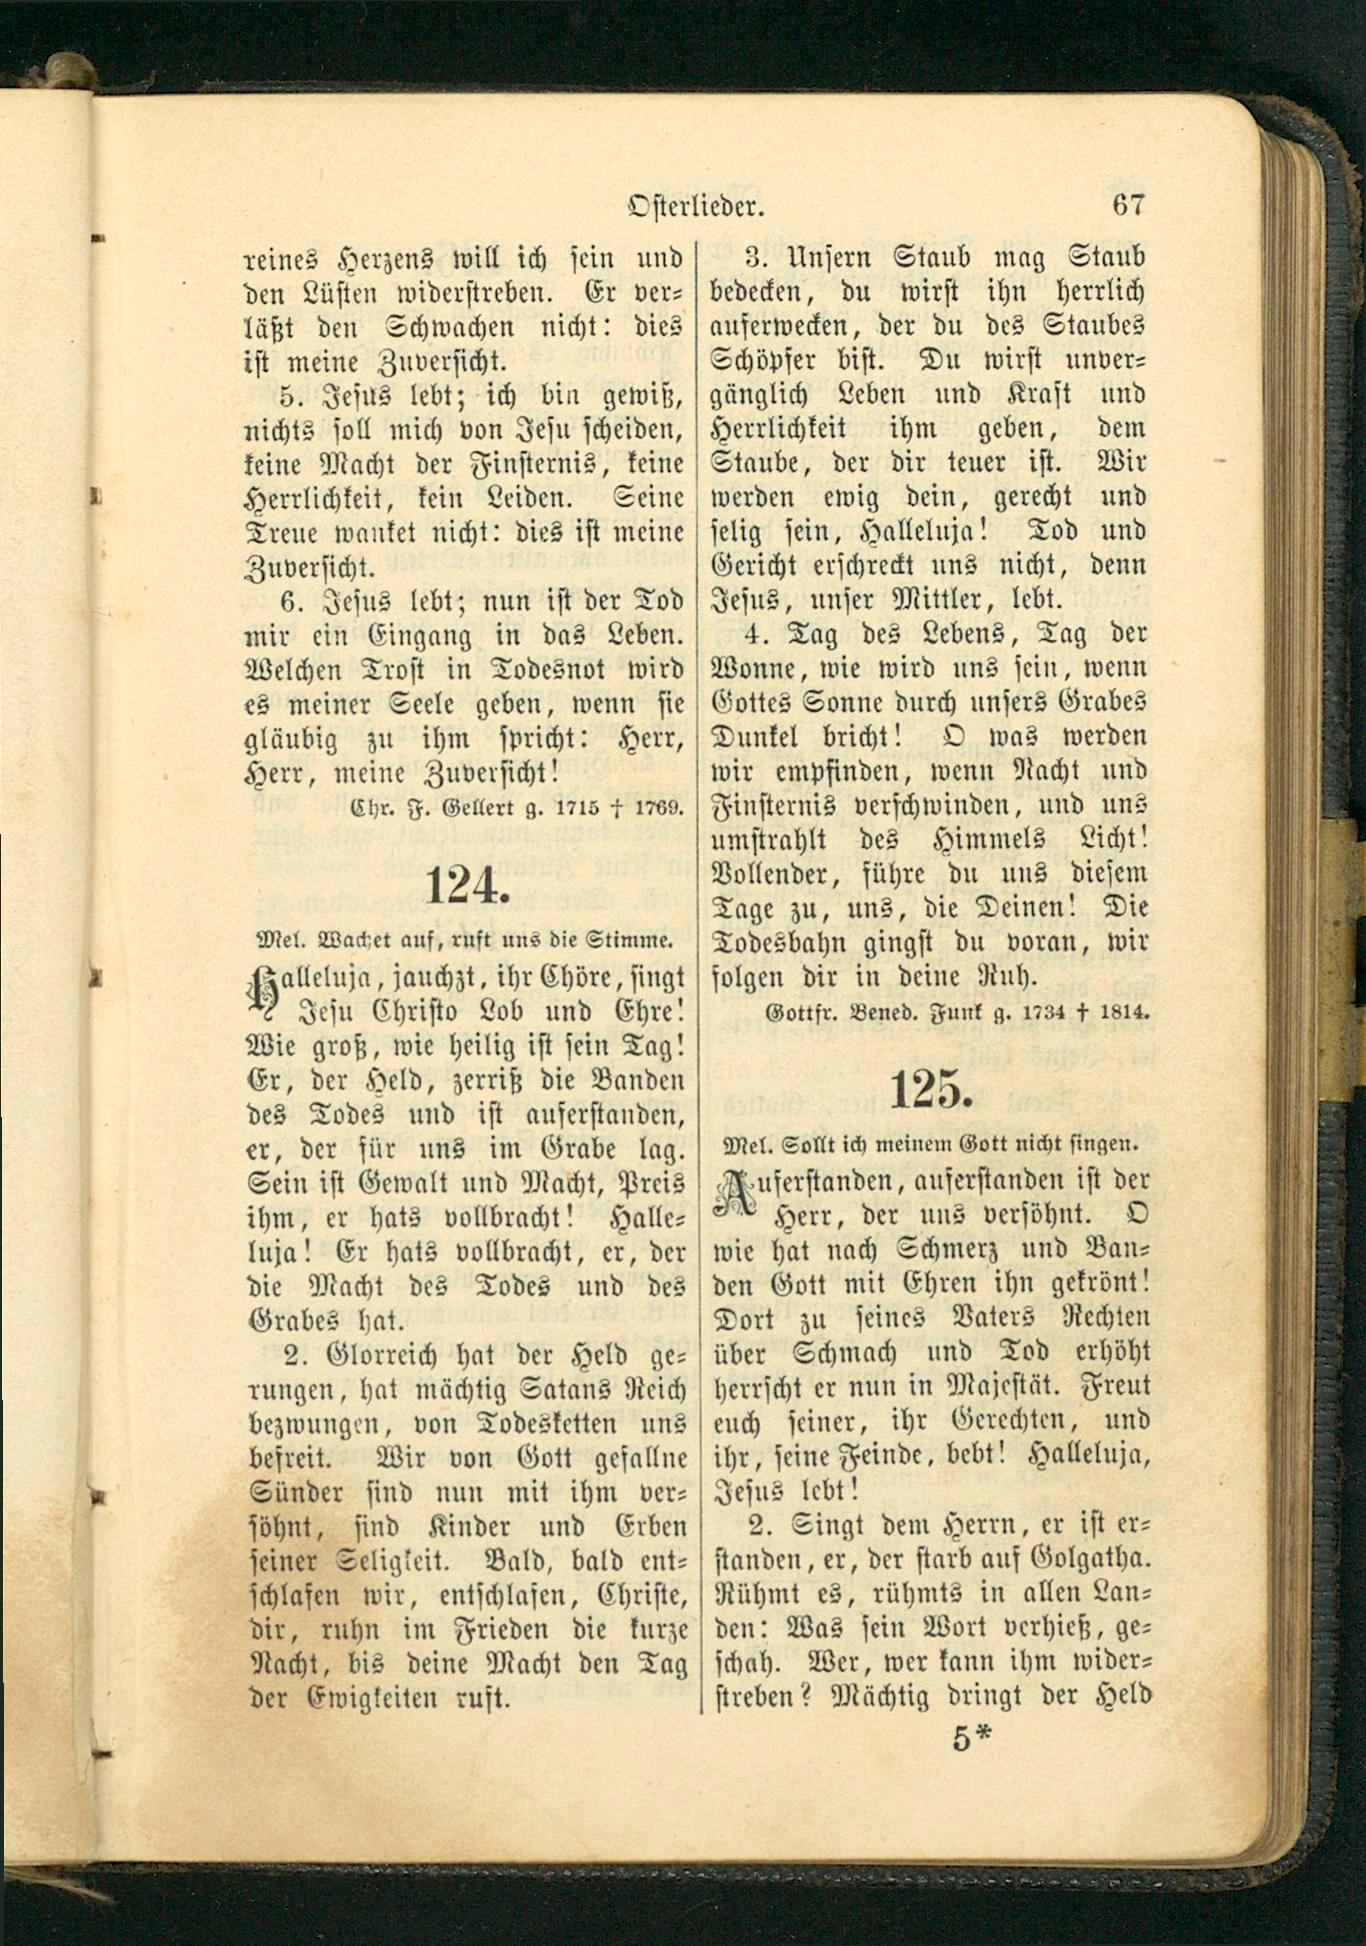 Osterlieder.
67
reines Herzens will ich sein und
den Lüsten widerstreben. Er ver-
läßt den Schwachen nicht: dies
ist meine Zuversicht.
5. Jesus lebt; ich bin gewiß,
nichts soll mich von Jesu scheiden,
keine Macht der Finsternis, keine
Herrlichkeit, kein Leiden. Seine
Treue wanket nicht: dies ist meine
Zuversicht.
6. Jesus lebt; nun ist der Tod
mir ein Eingang in das Leben.
Welchen Trost in Todesnot wird
es meiner Seele geben, wenn sie
gläubig zu ihm spricht: Herr,
Herr, meine Zuversicht!
Chr. F. Gellert g. 1715 † 1769.
124.
Mel. Wachet auf, ruft uns die Stimme.
Halleluja, jauchzt, ihr Chöre, singt
Jesu Christo Lob und Ehre!
Wie groß, wie heilig ist sein Tag!
Er, der Held, zerriß die Banden
des Todes und ist auferstanden,
er, der für uns im Grabe lag.
Sein ist Gewalt und Macht, Preis
ihm, er hats vollbracht! Halle-
luja! Er hats vollbracht, er, der
die Macht des Todes und des
Grabes hat.
2. Glorreich hat der Held ge-
rungen, hat mächtig Satans Reich
bezwungen, von Todesketten uns
befreit. Wir von Gott gefallne
Sünder sind nun mit ihm ver-
söhnt, sind Kinder und Erben
seiner Seligkeit. Bald, bald ent-
schlafen wir, entschlafen, Christe,
dir, ruhn im Frieden die kurze
Nacht, bis deine Macht den Tag
der Ewigkeiten ruft.
3. Unsern Staub mag Staub
bedecken, du wirst ihn herrlich
auferwecken, der du des Staubes
Schöpfer bist. Du wirst unver-
gänglich Leben und Kraft und
Herrlichkeit ihm geben, dem
Staube, der dir teuer ist. Wir
werden ewig dein, gerecht und
selig sein, Halleluja! Tod und
Gericht erschreckt uns nicht, denn
Jesus, unser Mittler, lebt.
4. Tag des Lebens, Tag der
Wonne, wie wird uns sein, wenn
Gottes Sonne durch unsers Grabes
Dunkel bricht! O was werden
wir empfinden, wenn Nacht und
Finsternis verschwinden, und uns
umstrahlt des Himmels Licht!
Vollender, führe du uns diesem
Tage zu, uns, die Deinen! Die
Todesbahn gingst du voran, wir
folgen dir in deine Ruh.
Gottfr. Bened. Funk g. 1734 † 1814.
125.
Mel. Sollt ich meinem Gott nicht singen.
Auferstanden, auferstanden ist der
Herr, der uns versöhnt. O
wie hat nach Schmerz und Ban-
den Gott mit Ehren ihn gekrönt!
Dort zu seines Vaters Rechten
über Schmach und Tod erhöht
herrscht er nun in Majestät. Freut
euch seiner, ihr Gerechten, und
ihr, seine Feinde, bebt! Halleluja,
Jesus lebt!
2. Singt dem Herrn, er ist er-
standen, er, der starb auf Golgatha.
Rühmt es, rühmts in allen Lan-
den: Was sein Wort verhieß, ge-
schah. Wer, wer kann ihm wider-
streben? Mächtig dringt der Held
5*